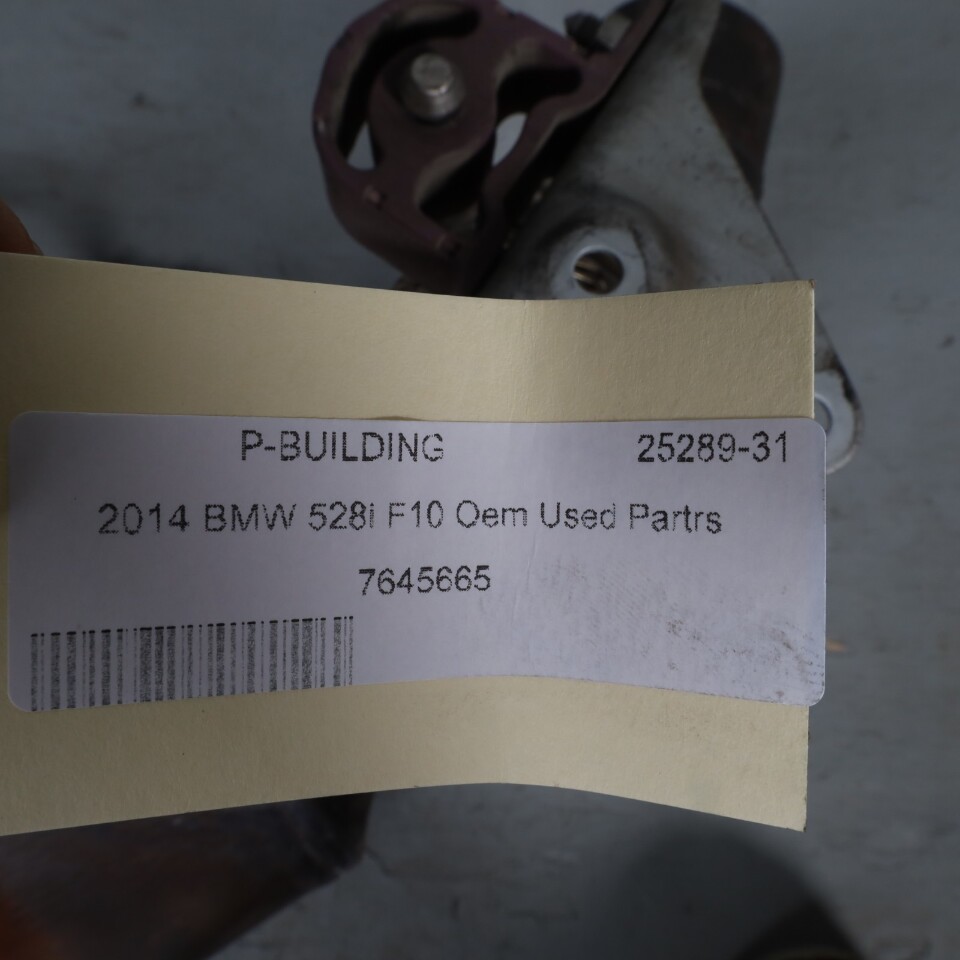 P-BUILDING 25289-31
2014 BMW 528i F10 Oem Used Partrs
7645665